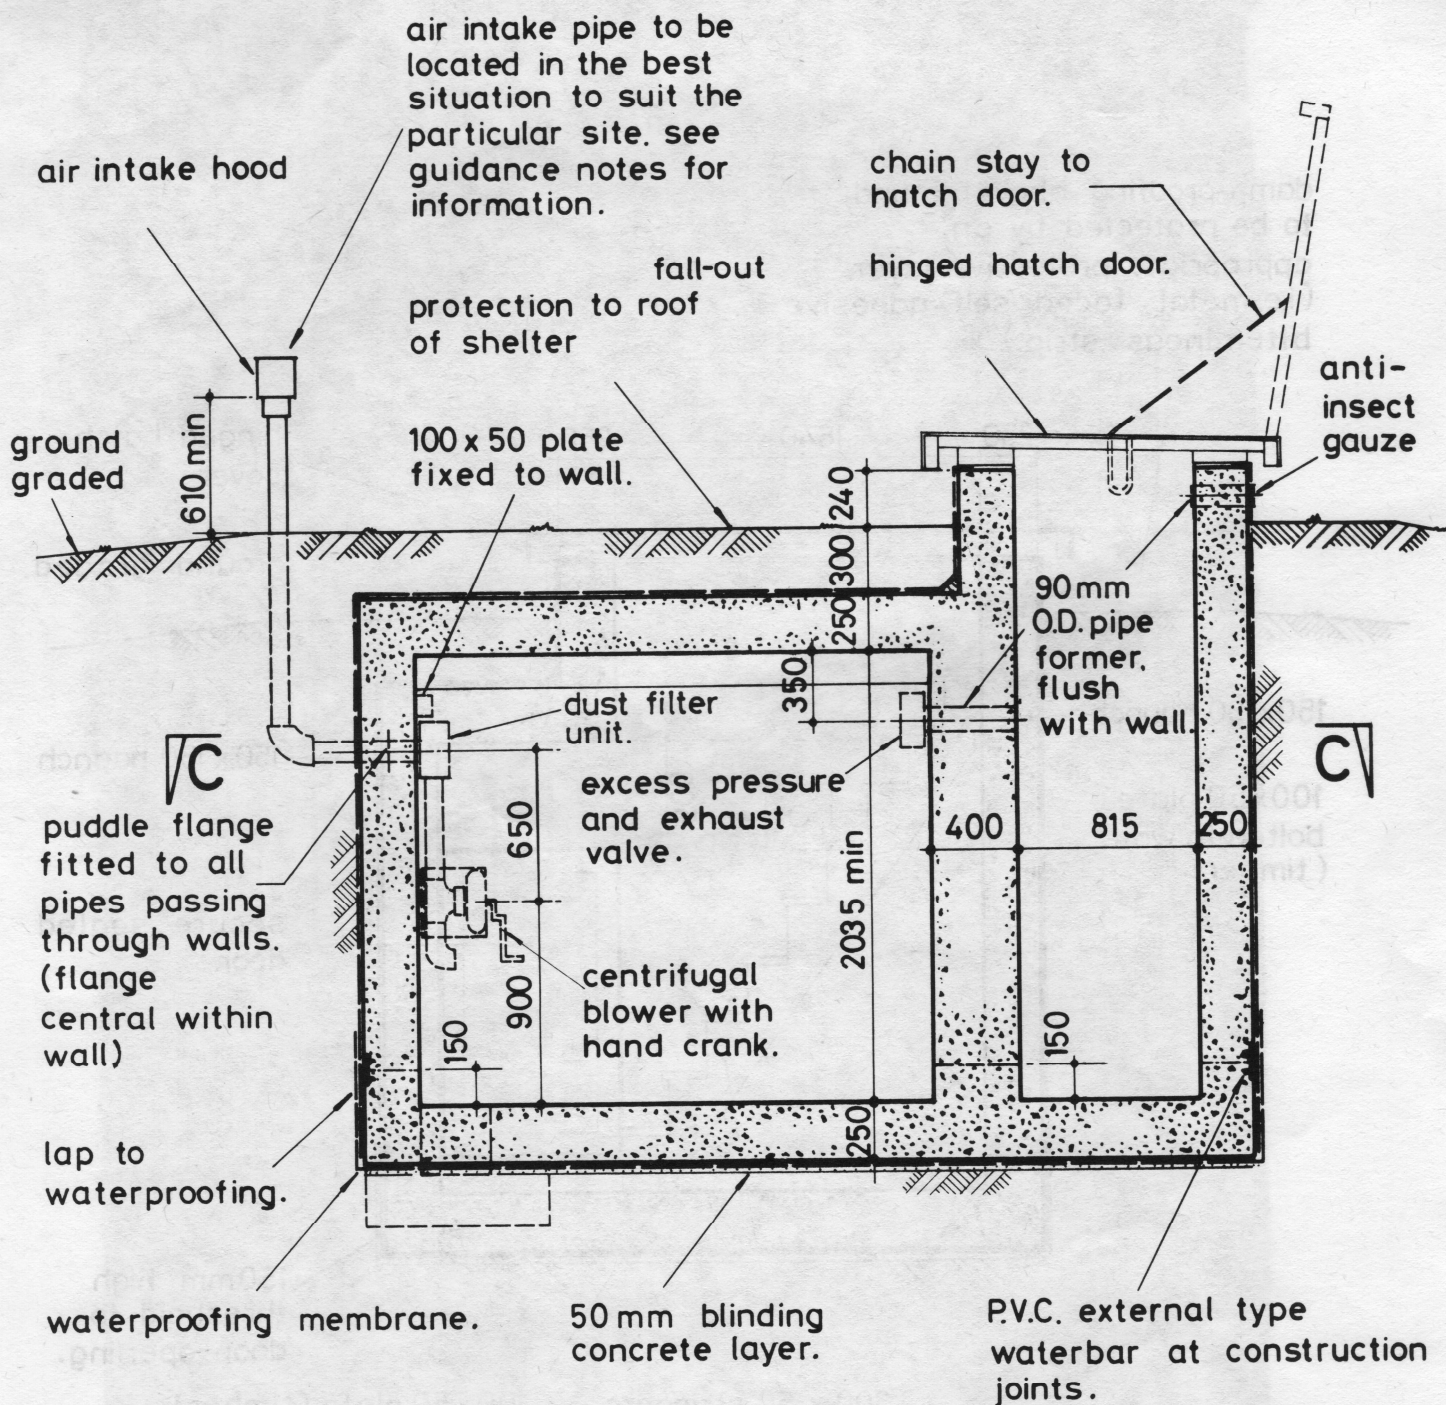 air intake pipe to be
located in the best
situation to suit the
particular site. see
guidance notes for
information.
air intake hood
chain stay to
hatch door.
hinged hatch door.
fall-out
protection to roof
of shelter
anti-
insect
gauze
ground
graded
610 min
100 x 50 plate
fixed to wall.
240
300
250
350
90mm
O.D. pipe
former,
flush
with wall.
dust filter
unit.
C
C
excess pressure
and exhaust
valve.
650
400
815
250
puddle flange
fitted to all
pipes passing
through walls.
(flange
central within
wall)
2035 min
900
centrifugal
blower with
hand crank.
150
150
250
lap to
waterproofing.
waterproofing membrane.
50 mm blinding
concrete layer.
P.V.C. external type
waterbar at construction
joints.